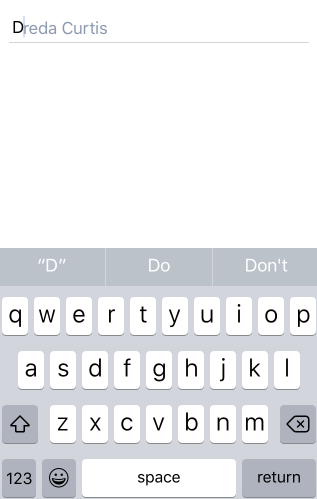 Dreda Curtis
“D” Do Don't
q w e r t y u i o p
a s d f g h j k l
z x c v b n m
123 space return